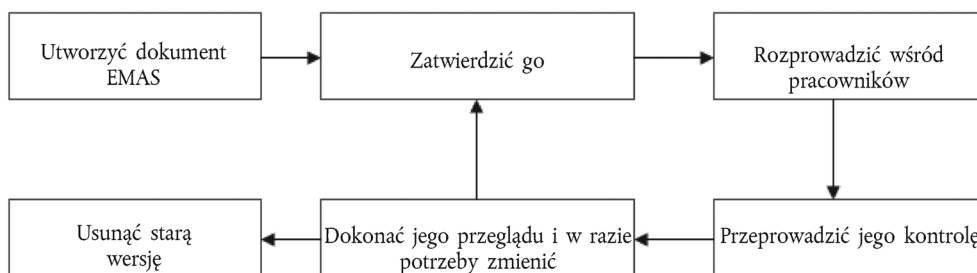 Utworzyć dokument
EMAS
Zatwierdzić go
Rozprowadzić wśród
pracowników
Usunąć starą
wersję
Dokonać jego przeglądu i w razie
potrzeby zmienić
Przeprowadzić jego kontrolę